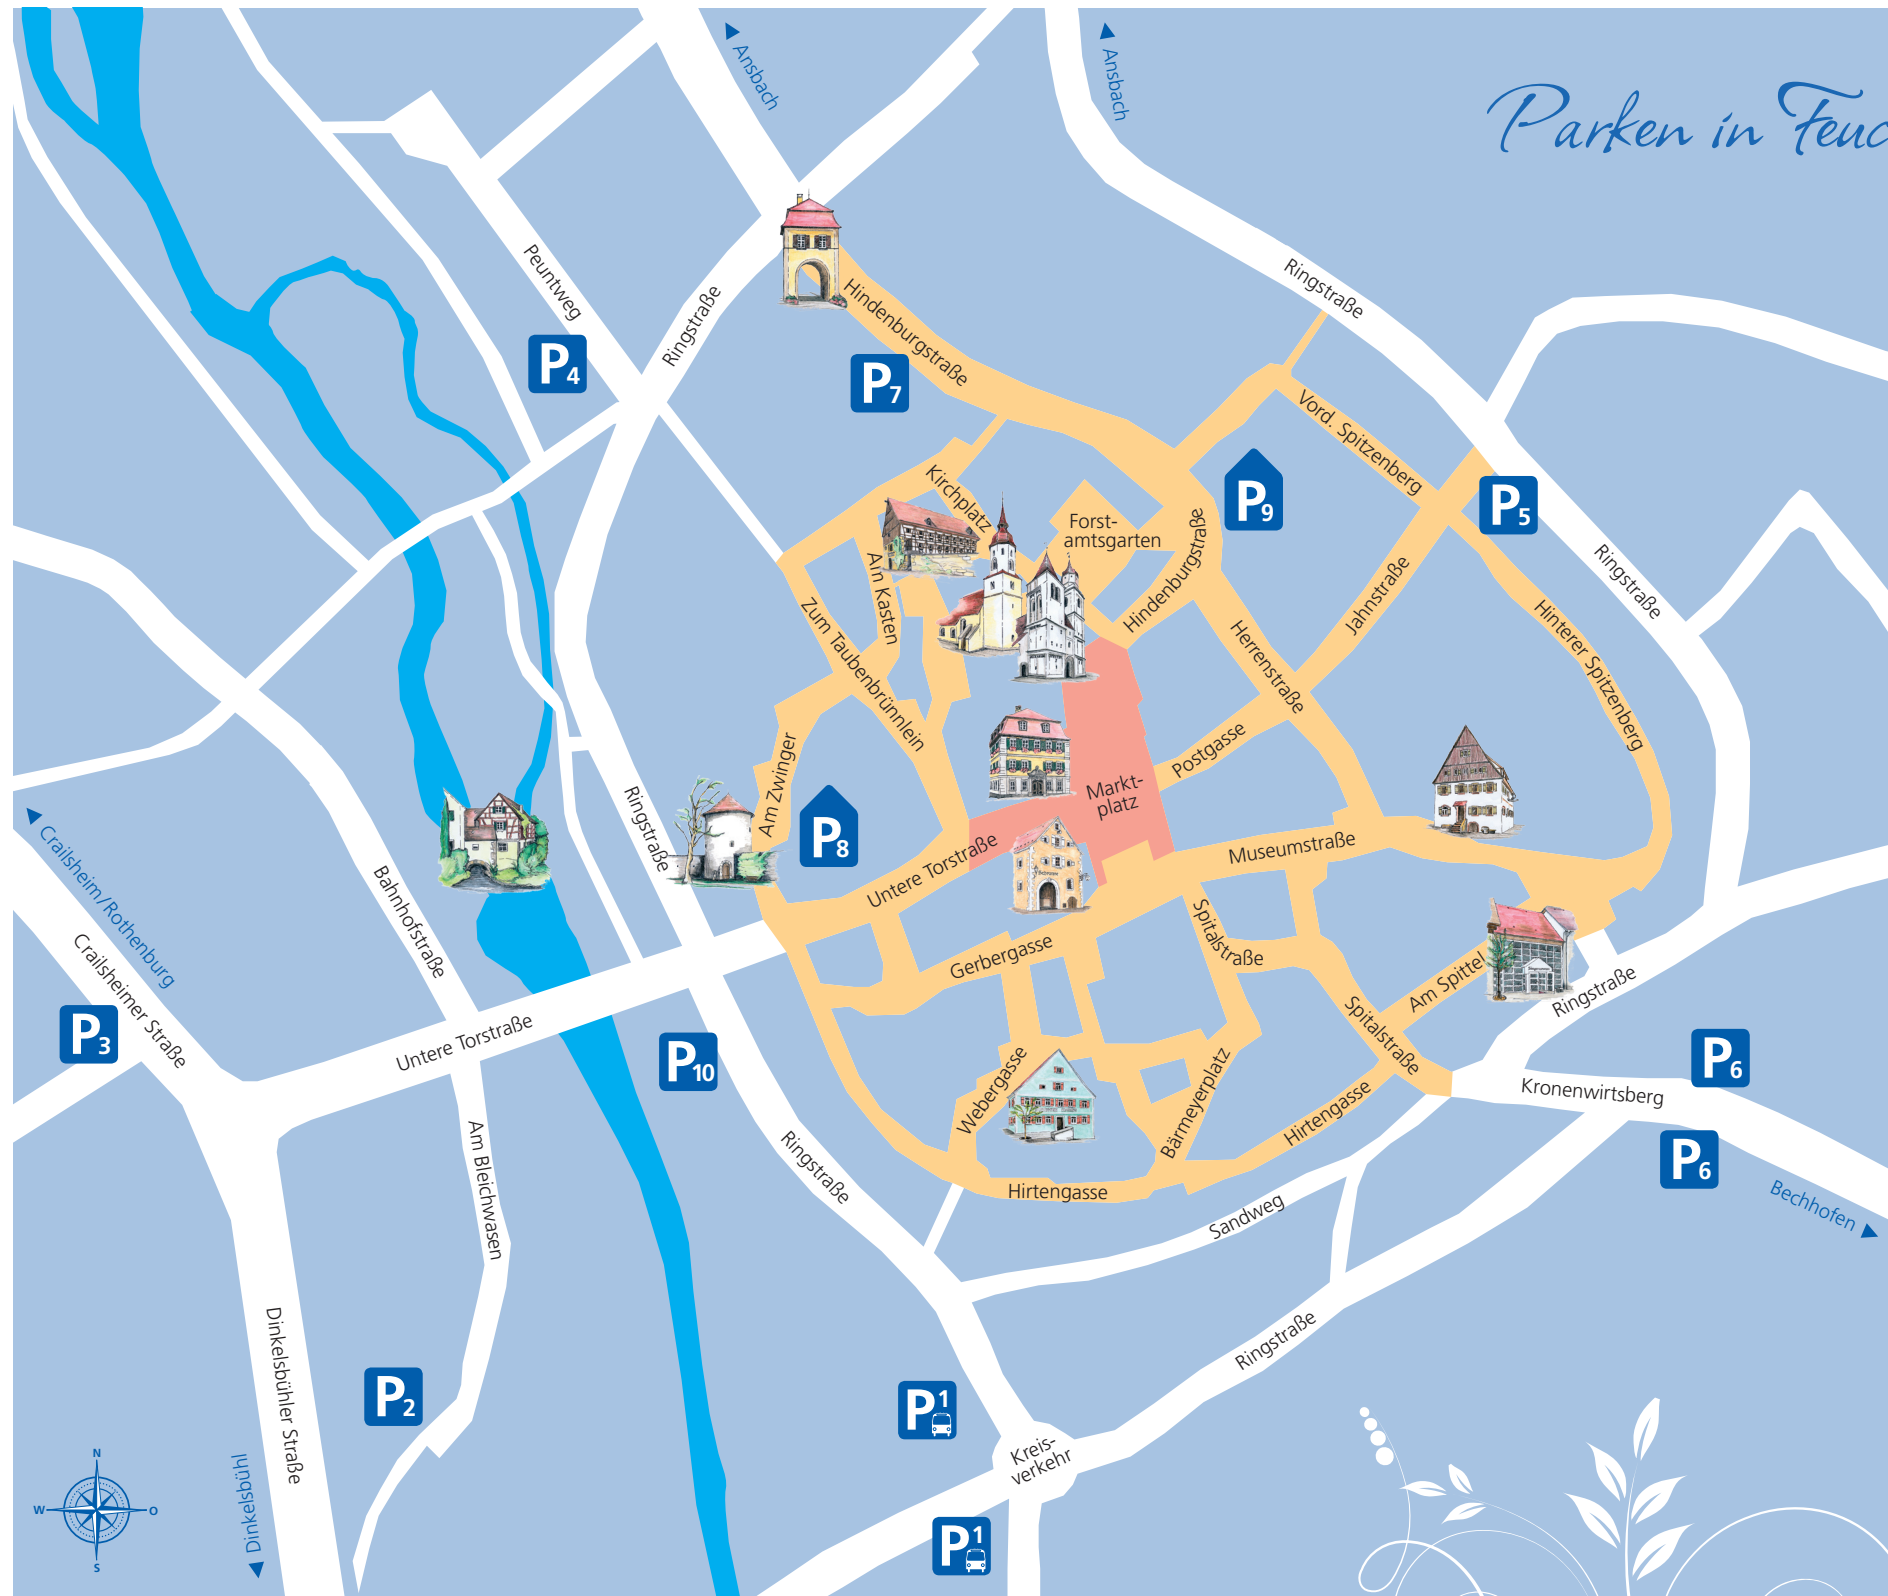 Parken in Feuc
Ansbach
Ansbach
Ringstraße
Peuntweg
Ringstraße
Hindenburgstraße
P4
P7
Vord. Spitzenberg
Kirchplatz
P9
P5
Forst-
amtsgarten
Hindenburgstraße
Am Kasten
Jahnstraße
Ringstraße
Zum Taubenbrünnlein
Herrenstraße
Hinterer Spitzenberg
Postgasse
Am Zwinger
Markt-
platz
Ringstraße
P8
Museumstraße
Untere Torstraße
Crailsheim/Rothenburg
Bahnhofstraße
Spitalstraße
Gerbergasse
Crailsheimer Straße
Am Spittel
Ringstraße
P3
Untere Torstraße
P10
Spitalstraße
P6
Webergasse
Bärmeyerplatz
Kronenwirtsberg
Hirtengasse
Am Bleichwasen
Ringstraße
P6
Hirtengasse
Sandweg
Bechhofen
Dinkelsbühler Straße
Ringstraße
P2
P1
Kreis-
verkehr
Dinkelsbühl
P1
N
W
O
S